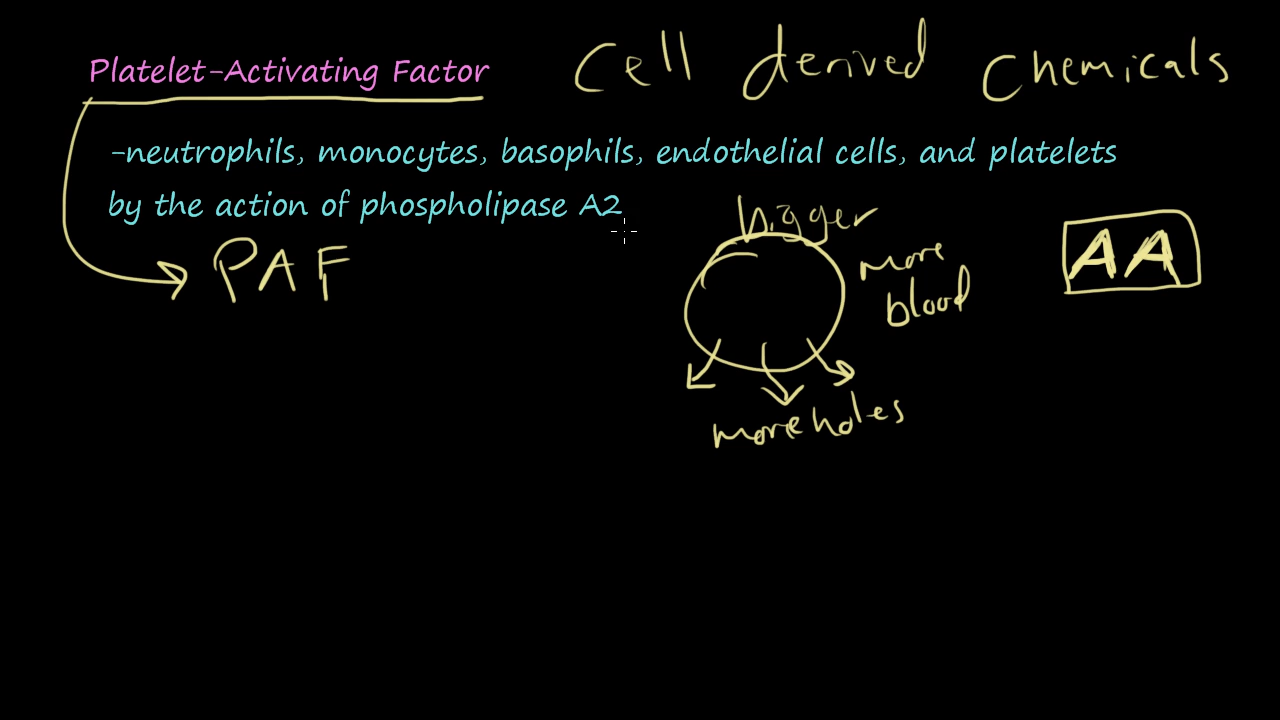 Platelet-Activating Factor
Cell derived Chemicals
-neutrophils, monocytes, basophils, endothelial cells, and platelets
by the action of phospholipase A2
PAF
bigger
more
blood
AA
more holes